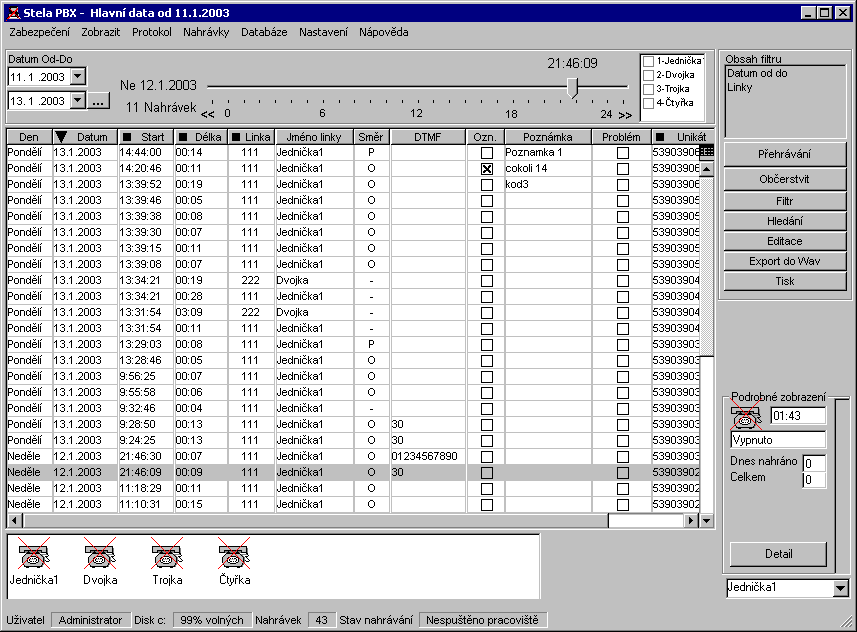 Stela PBX - Hlavní data od 11.1.2003
Zabezpečení Zobrazit Protokol Nahrávky Databáze Nastavení Nápověda
Datum Od-Do
11. 1 .2003
13. 1 .2003 ...
Ne 12.1.2003
21:46:09
11 Nahrávek << 0 6 12 18 24 >>
1-Jednička
2-Dvojka
3-Trojka
4-Čtyřka
Obsah filtru
Datum od do
Linky
Přehrávání
Občerstvit
Filtr
Hledání
Editace
Export do Wav
Tisk
Den Datum Start Délka Linka Jméno linky Směr DTMF Ozn. Poznámka Problém Unikát
Pondělí 13.1.2003 14:44:00 00:14 111 Jednička1 P Poznamka 1 53903906
Pondělí 13.1.2003 14:20:46 00:11 111 Jednička1 O cokoli 14 53903906
Pondělí 13.1.2003 13:39:52 00:19 111 Jednička1 O kod3 53903906
Pondělí 13.1.2003 13:39:46 00:05 111 Jednička1 O 53903905
Pondělí 13.1.2003 13:39:38 00:08 111 Jednička1 O 53903905
Pondělí 13.1.2003 13:39:30 00:07 111 Jednička1 O 53903905
Pondělí 13.1.2003 13:39:15 00:11 111 Jednička1 O 53903905
Pondělí 13.1.2003 13:39:08 00:07 111 Jednička1 O 53903905
Pondělí 13.1.2003 13:34:21 00:19 222 Dvojka - 53903904
Pondělí 13.1.2003 13:34:21 00:28 111 Jednička1 - 53903904
Pondělí 13.1.2003 13:31:54 03:09 222 Dvojka - 53903904
Pondělí 13.1.2003 13:31:54 00:11 111 Jednička1 - 53903904
Pondělí 13.1.2003 13:29:03 00:08 111 Jednička1 P 53903903
Pondělí 13.1.2003 13:28:46 00:05 111 Jednička1 O 53903903
Pondělí 13.1.2003 9:56:25 00:07 111 Jednička1 O 53903903
Pondělí 13.1.2003 9:55:58 00:06 111 Jednička1 O 53903903
Pondělí 13.1.2003 9:32:46 00:04 111 Jednička1 - 53903903
Pondělí 13.1.2003 9:28:50 00:13 111 Jednička1 O 30 53903903
Pondělí 13.1.2003 9:24:25 00:13 111 Jednička1 O 30 53903903
Neděle 12.1.2003 21:46:30 00:07 111 Jednička1 O 01234567890 53903902
Neděle 12.1.2003 21:46:09 00:09 111 Jednička1 O 30 53903902
Neděle 12.1.2003 11:18:29 00:11 111 Jednička1 O 53903902
Neděle 12.1.2003 11:10:31 00:15 111 Jednička1 O 53903902
Podrobné zobrazení
01:43
Vypnuto
Dnes nahráno 0
Celkem 0
Detail
Jednička1
Jednička1 Dvojka Trojka Čtyřka
Uživatel Administrator Disk c: 99% volných Nahrávek 43 Stav nahrávání Nespuštěno pracoviště